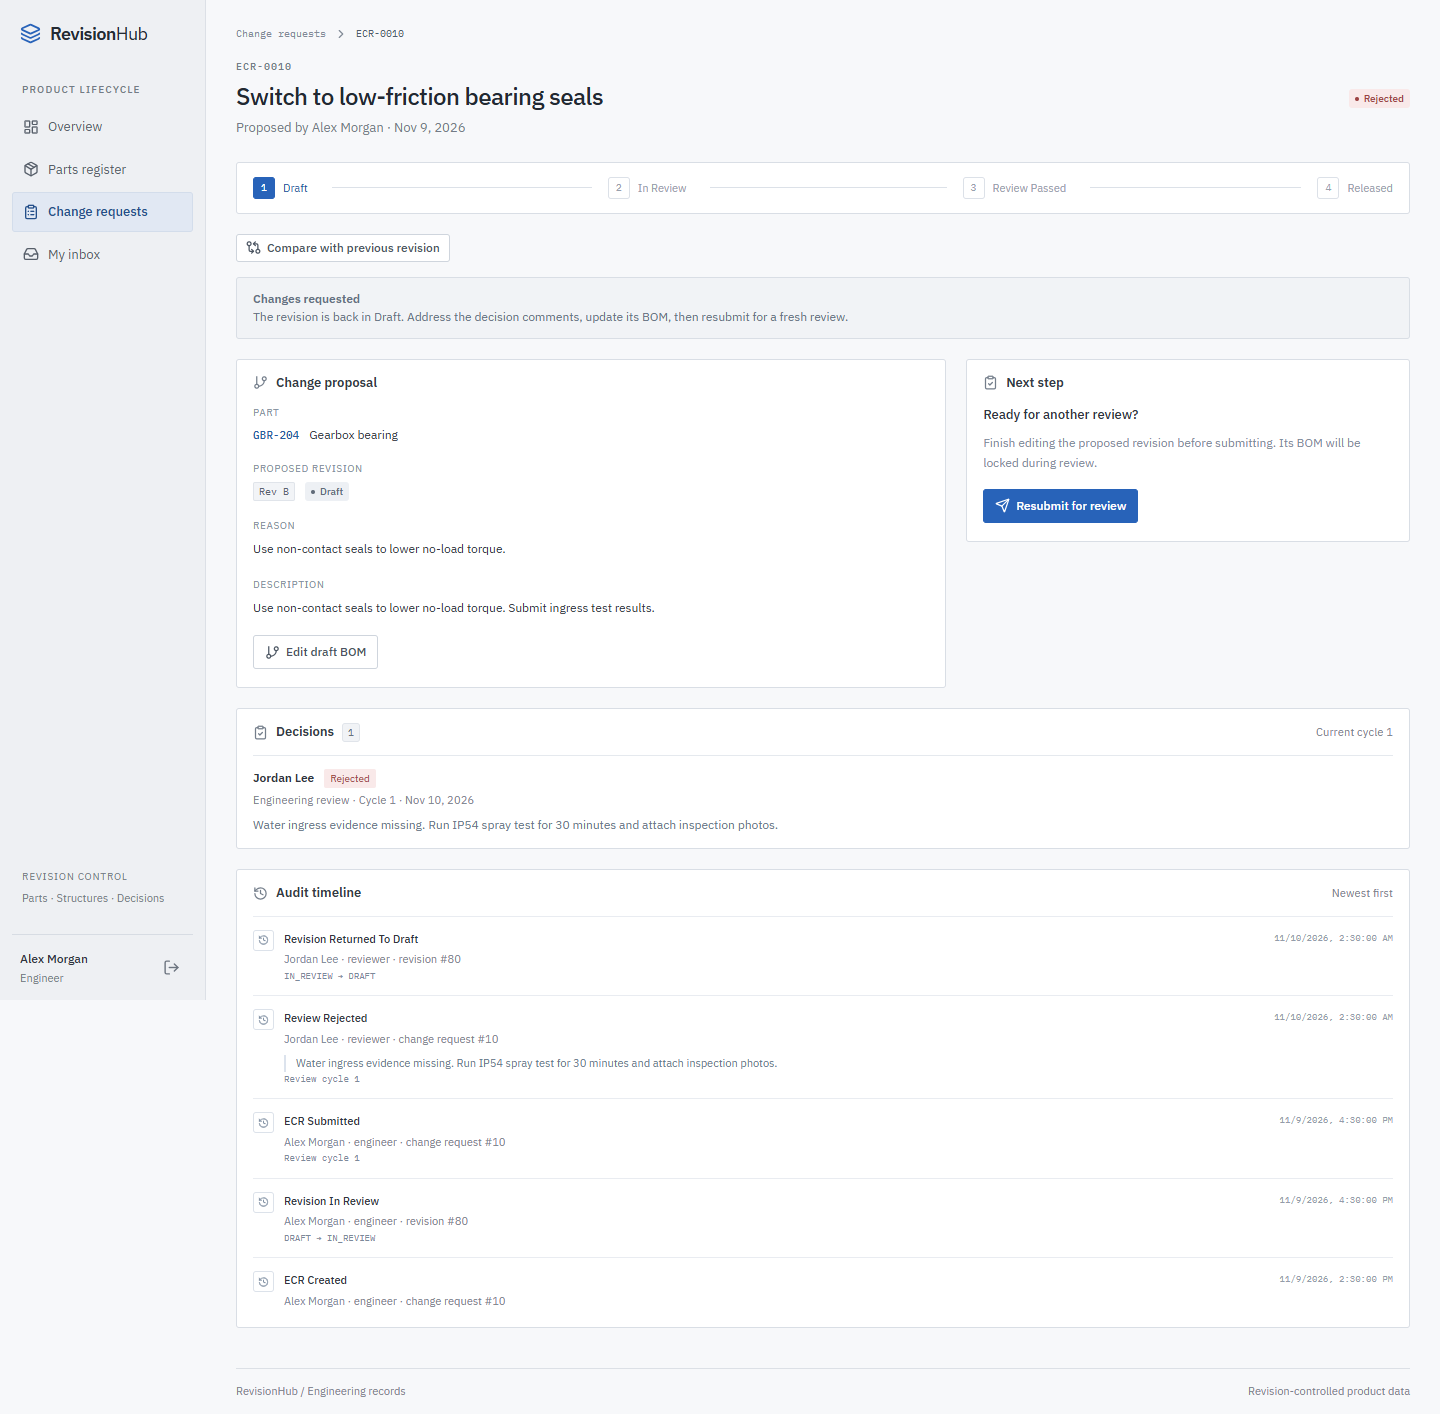 RevisionHub
PRODUCT LIFECYCLE
Overview
Parts register
Change requests
My inbox
REVISION CONTROL
Parts · Structures · Decisions
Alex Morgan
Engineer
Change requests > ECR-0010
ECR-0010
Switch to low-friction bearing seals
Rejected
Proposed by Alex Morgan · Nov 9, 2026
1 Draft
2 In Review
3 Review Passed
4 Released
Compare with previous revision
Changes requested
The revision is back in Draft. Address the decision comments, update its BOM, then resubmit for a fresh review.
Change proposal
PART
GBR-204 Gearbox bearing
PROPOSED REVISION
Rev B Draft
REASON
Use non-contact seals to lower no-load torque.
DESCRIPTION
Use non-contact seals to lower no-load torque. Submit ingress test results.
Edit draft BOM
Next step
Ready for another review?
Finish editing the proposed revision before submitting. Its BOM will be
locked during review.
Resubmit for review
Decisions 1
Current cycle 1
Jordan Lee Rejected
Engineering review · Cycle 1 · Nov 10, 2026
Water ingress evidence missing. Run IP54 spray test for 30 minutes and attach inspection photos.
Audit timeline
Newest first
Revision Returned To Draft
11/10/2026, 2:30:00 AM
Jordan Lee · reviewer · revision #80
IN_REVIEW → DRAFT
Review Rejected
11/10/2026, 2:30:00 AM
Jordan Lee · reviewer · change request #10
Water ingress evidence missing. Run IP54 spray test for 30 minutes and attach inspection photos.
Review cycle 1
ECR Submitted
11/9/2026, 4:30:00 PM
Alex Morgan · engineer · change request #10
Review cycle 1
Revision In Review
11/9/2026, 4:30:00 PM
Alex Morgan · engineer · revision #80
DRAFT → IN_REVIEW
ECR Created
11/9/2026, 2:30:00 PM
Alex Morgan · engineer · change request #10
RevisionHub / Engineering records
Revision-controlled product data